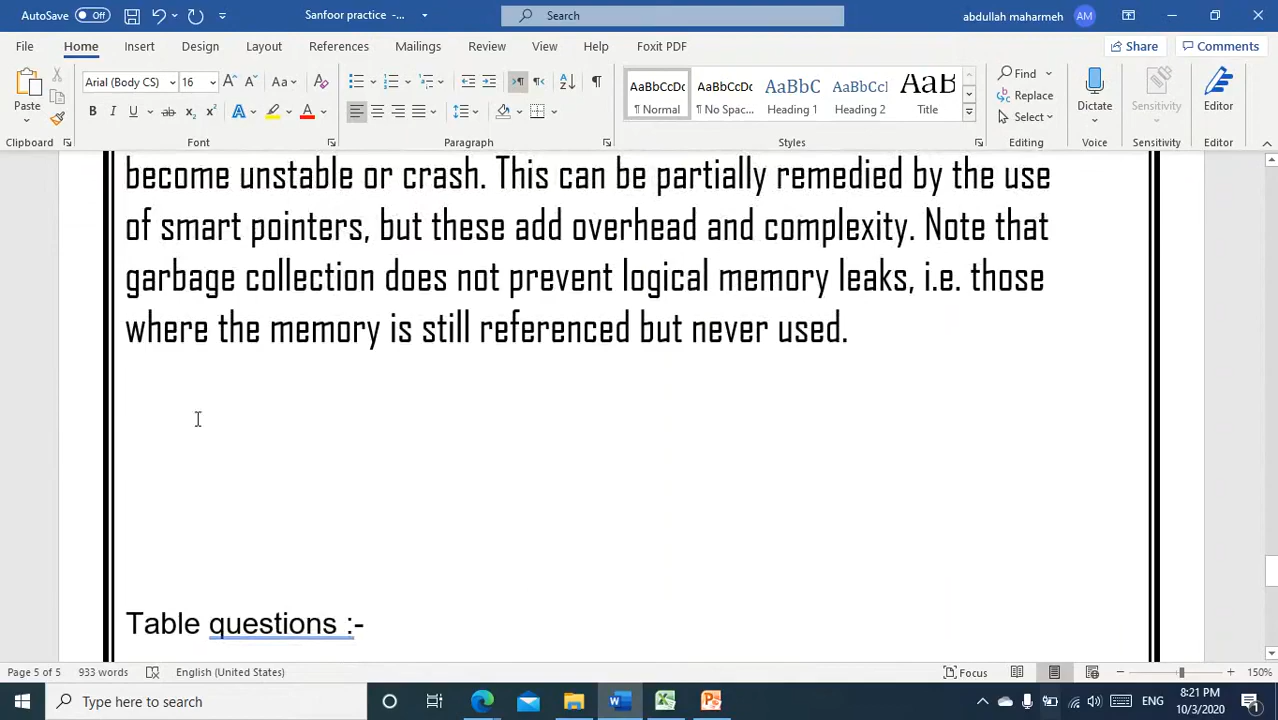 AutoSave Off Sanfoor practice -... Search abdullah maharmeh AM
File Home Insert Design Layout References Mailings Review View Help Foxit PDF Share Comments
Paste Arial (Body CS) 16 Aa AaBbCcDc AaBbCcDc AaBbC AaBbCcl AaB Find Dictate Sensitivity Editor
¶ Normal ¶ No Spac... Heading 1 Heading 2 Title Replace
B I U ab x₂ x² A A Select
Clipboard Font Paragraph Styles Editing Voice Sensitivity Editor
become unstable or crash. This can be partially remedied by the use
of smart pointers, but these add overhead and complexity. Note that
garbage collection does not prevent logical memory leaks, i.e. those
where the memory is still referenced but never used.
Table questions :-
Page 5 of 5 933 words English (United States) Focus 150%
Type here to search ENG 8:21 PM
10/3/2020 1